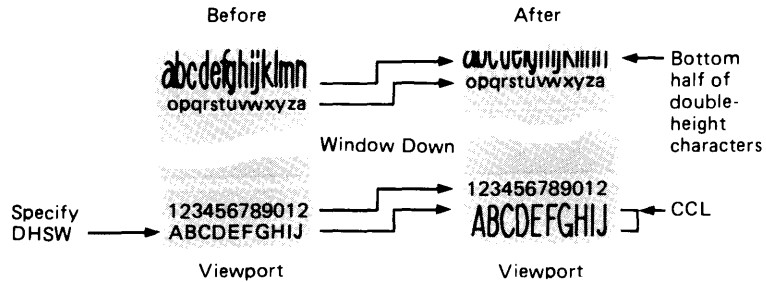 Before
After
abcdefghijklmn
opqrstuvwxyza
abcdefghijklmn
opqrstuvwxyza
Bottom
half of
double-
height
characters
Window Down
Specify
DHSW
123456789012
ABCDEFGHIJ
123456789012
ABCDEFGHIJ
CCL
Viewport
Viewport